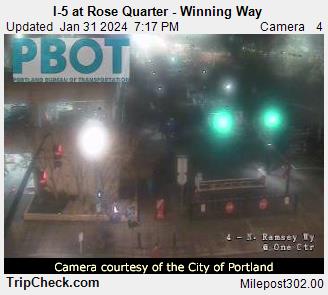 I-5 at Rose Quarter - Winning Way
Updated Jan 31 2024 7:17 PM Camera 4
PBOT
PORTLAND BUREAU OF TRANSPORTATION
4 - N. Ramsey Wy
@ One Ctr
Camera courtesy of the City of Portland
TripCheck.com Milepost302.00